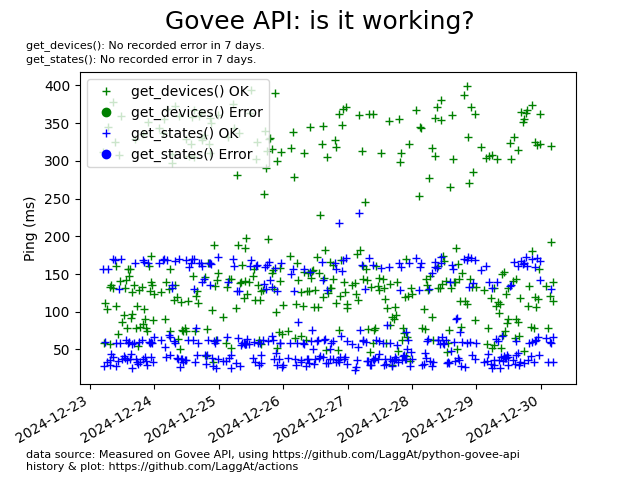 Govee API: is it working?
get_devices(): No recorded error in 7 days.
get_states(): No recorded error in 7 days.
get_devices() OK
get_devices() Error
get_states() OK
get_states() Error
Ping (ms)
400
350
300
250
200
150
100
50
2024-12-23
2024-12-24
2024-12-25
2024-12-26
2024-12-27
2024-12-28
2024-12-29
2024-12-30
data source: Measured on Govee API, using https://github.com/LaggAt/python-govee-api
history & plot: https://github.com/LaggAt/actions